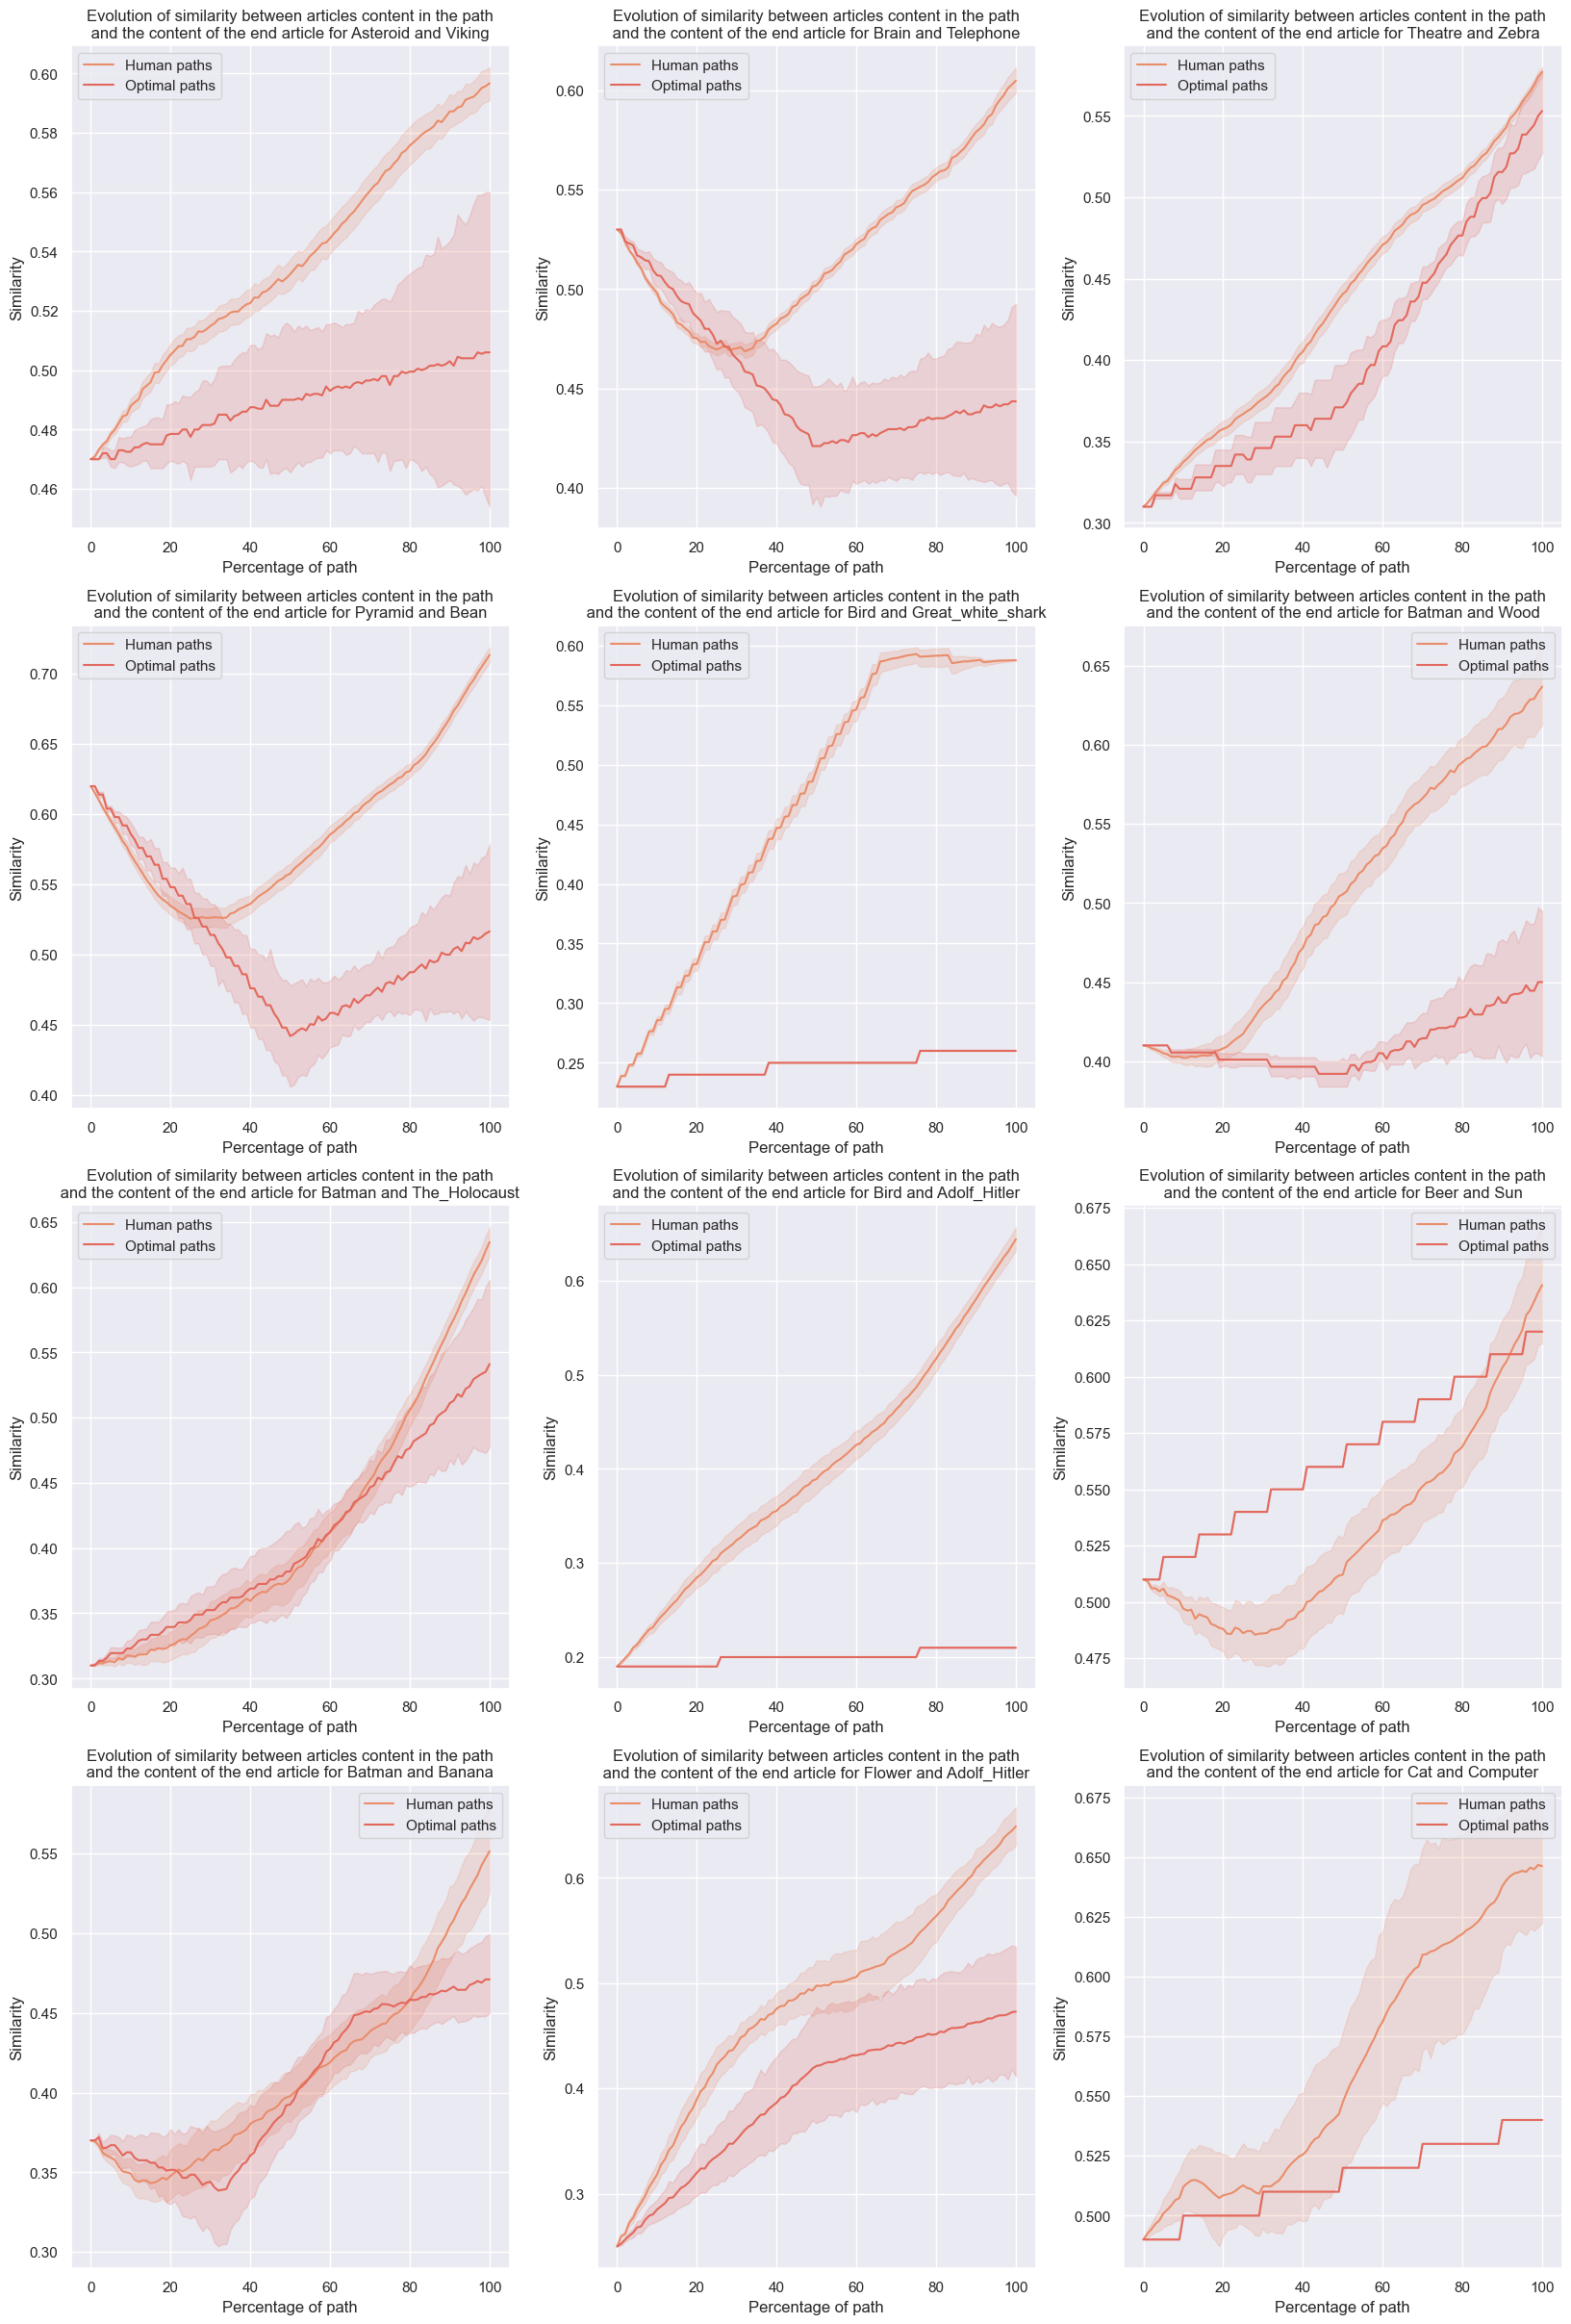 Evolution of similarity between articles content in the path
and the content of the end article for Asteroid and Viking
Human paths
Optimal paths
Similarity
0.60
0.58
0.56
0.54
0.52
0.50
0.48
0.46
0 20 40 60 80 100
Percentage of path
Evolution of similarity between articles content in the path
and the content of the end article for Brain and Telephone
Human paths
Optimal paths
Similarity
0.60
0.55
0.50
0.45
0.40
0 20 40 60 80 100
Percentage of path
Evolution of similarity between articles content in the path
and the content of the end article for Theatre and Zebra
Human paths
Optimal paths
Similarity
0.55
0.50
0.45
0.40
0.35
0.30
0 20 40 60 80 100
Percentage of path
Evolution of similarity between articles content in the path
and the content of the end article for Pyramid and Bean
Human paths
Optimal paths
Similarity
0.70
0.65
0.60
0.55
0.50
0.45
0.40
0 20 40 60 80 100
Percentage of path
Evolution of similarity between articles content in the path
and the content of the end article for Bird and Great_white_shark
Human paths
Optimal paths
Similarity
0.60
0.55
0.50
0.45
0.40
0.35
0.30
0.25
0 20 40 60 80 100
Percentage of path
Evolution of similarity between articles content in the path
and the content of the end article for Batman and Wood
Human paths
Optimal paths
Similarity
0.65
0.60
0.55
0.50
0.45
0.40
0 20 40 60 80 100
Percentage of path
Evolution of similarity between articles content in the path
and the content of the end article for Batman and The_Holocaust
Human paths
Optimal paths
Similarity
0.65
0.60
0.55
0.50
0.45
0.40
0.35
0.30
0 20 40 60 80 100
Percentage of path
Evolution of similarity between articles content in the path
and the content of the end article for Bird and Adolf_Hitler
Human paths
Optimal paths
Similarity
0.6
0.5
0.4
0.3
0.2
0 20 40 60 80 100
Percentage of path
Evolution of similarity between articles content in the path
and the content of the end article for Beer and Sun
Human paths
Optimal paths
Similarity
0.675
0.650
0.625
0.600
0.575
0.550
0.525
0.500
0.475
0 20 40 60 80 100
Percentage of path
Evolution of similarity between articles content in the path
and the content of the end article for Batman and Banana
Human paths
Optimal paths
Similarity
0.55
0.50
0.45
0.40
0.35
0.30
0 20 40 60 80 100
Percentage of path
Evolution of similarity between articles content in the path
and the content of the end article for Flower and Adolf_Hitler
Human paths
Optimal paths
Similarity
0.6
0.5
0.4
0.3
0 20 40 60 80 100
Percentage of path
Evolution of similarity between articles content in the path
and the content of the end article for Cat and Computer
Human paths
Optimal paths
Similarity
0.675
0.650
0.625
0.600
0.575
0.550
0.525
0.500
0 20 40 60 80 100
Percentage of path